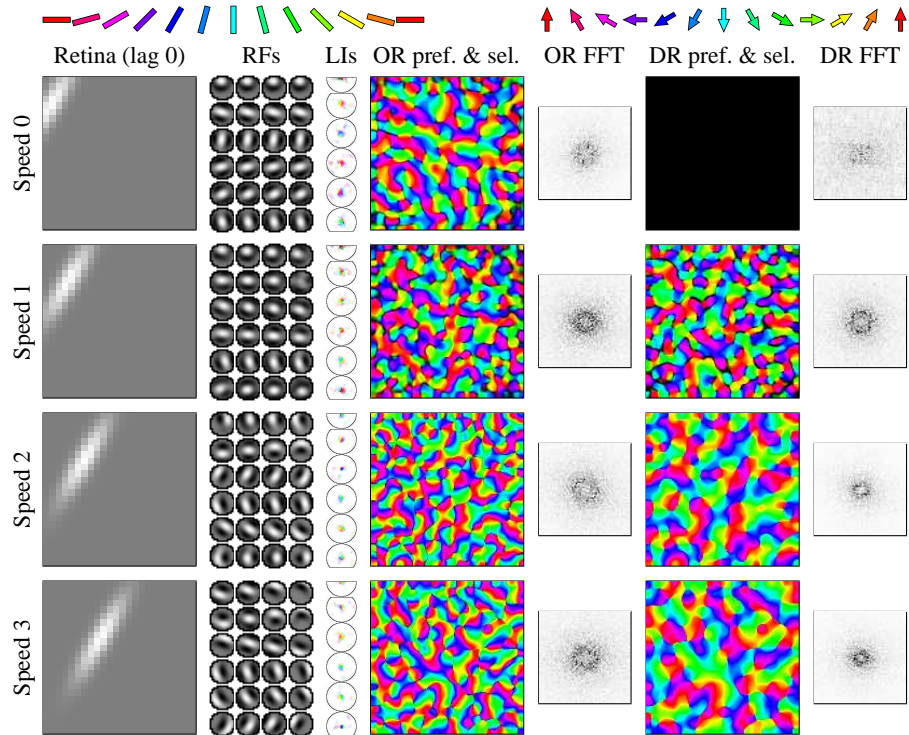 Retina (lag 0) RFs LIs OR pref. & sel. OR FFT DR pref. & sel. DR FFT
Speed 0
Speed 1
Speed 2
Speed 3